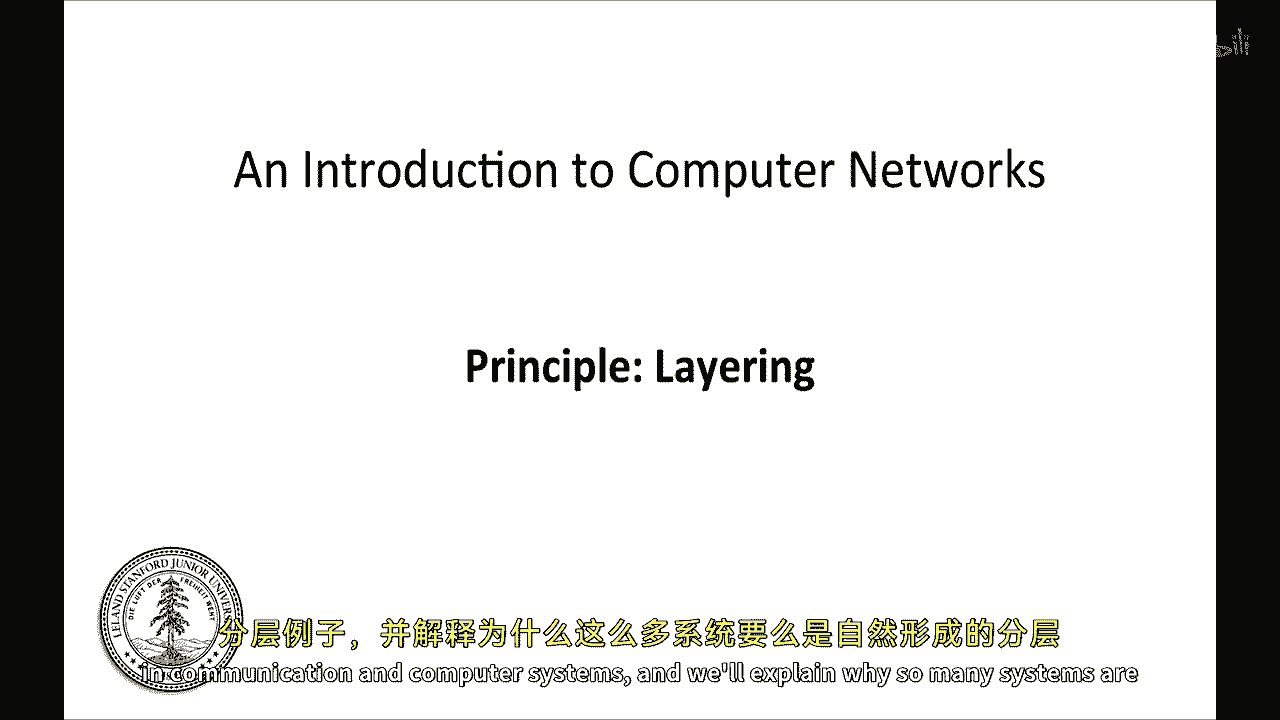 bili
An Introduction to Computer Networks
Principle: Layering
LELAND STANFORD JUNIOR UNIVER
DIE LUFT DER FREIHEIT WEHT
分层例子，并解释为什么这么多系统要么是自然形成的分层
in communication and computer systems, and we'll explain why so many systems are